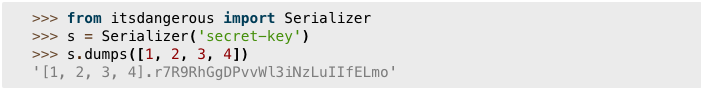 >>> from itsdangerous import Serializer
>>> s = Serializer('secret-key')
>>> s.dumps([1, 2, 3, 4])
'[1, 2, 3, 4].r7R9RhGgDPvvWl3iNzLuIIfELmo'